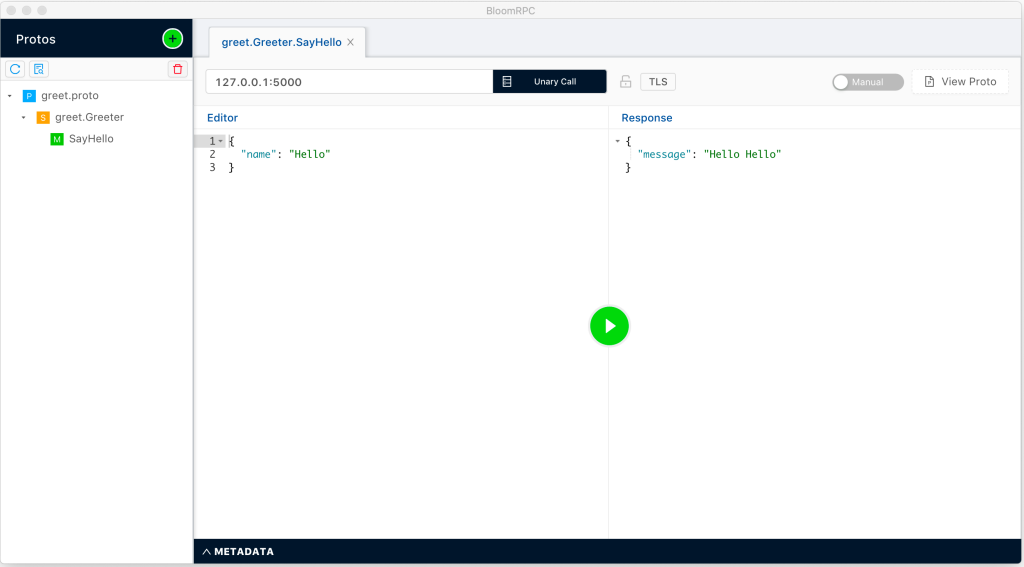 BloomRPC
Protos
greet.proto
P
greet.Greeter
S
SayHello
M
greet.Greeter.SayHello
127.0.0.1:5000
Unary Call
TLS
Manual
View Proto
Editor
1 {
2 "name": "Hello"
3 }
Response
{
"message": "Hello Hello"
}
METADATA